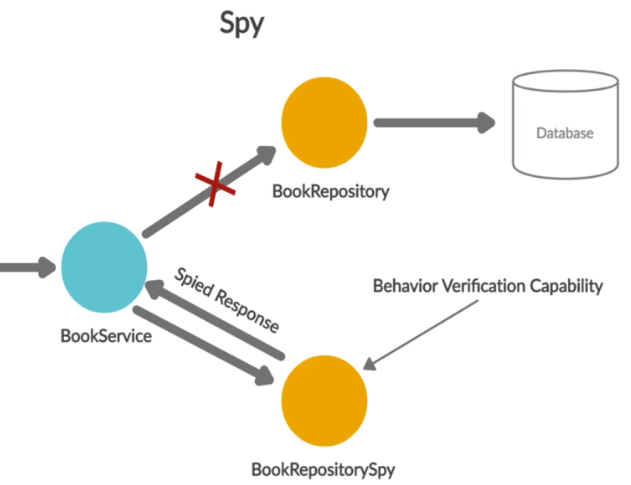 Spy
Database
BookRepository
Spied Response
Behavior Verification Capability
BookService
BookRepositorySpy